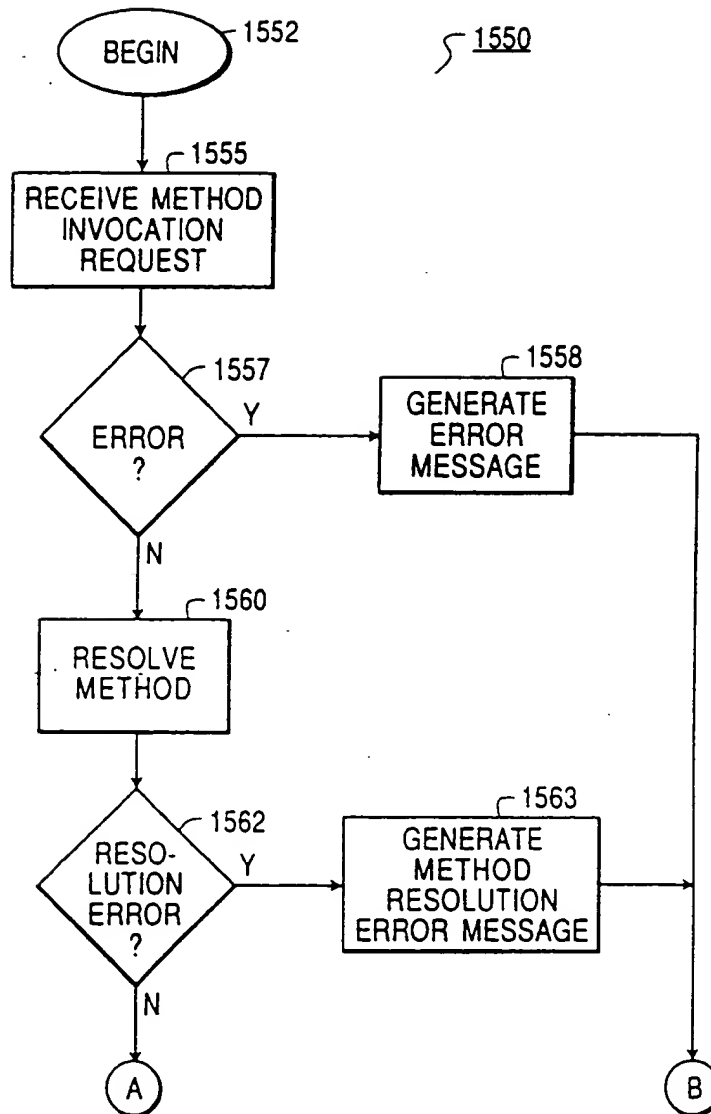 BEGIN
1552
1550
1555
RECEIVE METHOD
INVOCATION
REQUEST
1557
ERROR
?
Y
N
1558
GENERATE
ERROR
MESSAGE
1560
RESOLVE
METHOD
1562
RESO-
LUTION
ERROR
?
Y
N
1563
GENERATE
METHOD
RESOLUTION
ERROR MESSAGE
A
B